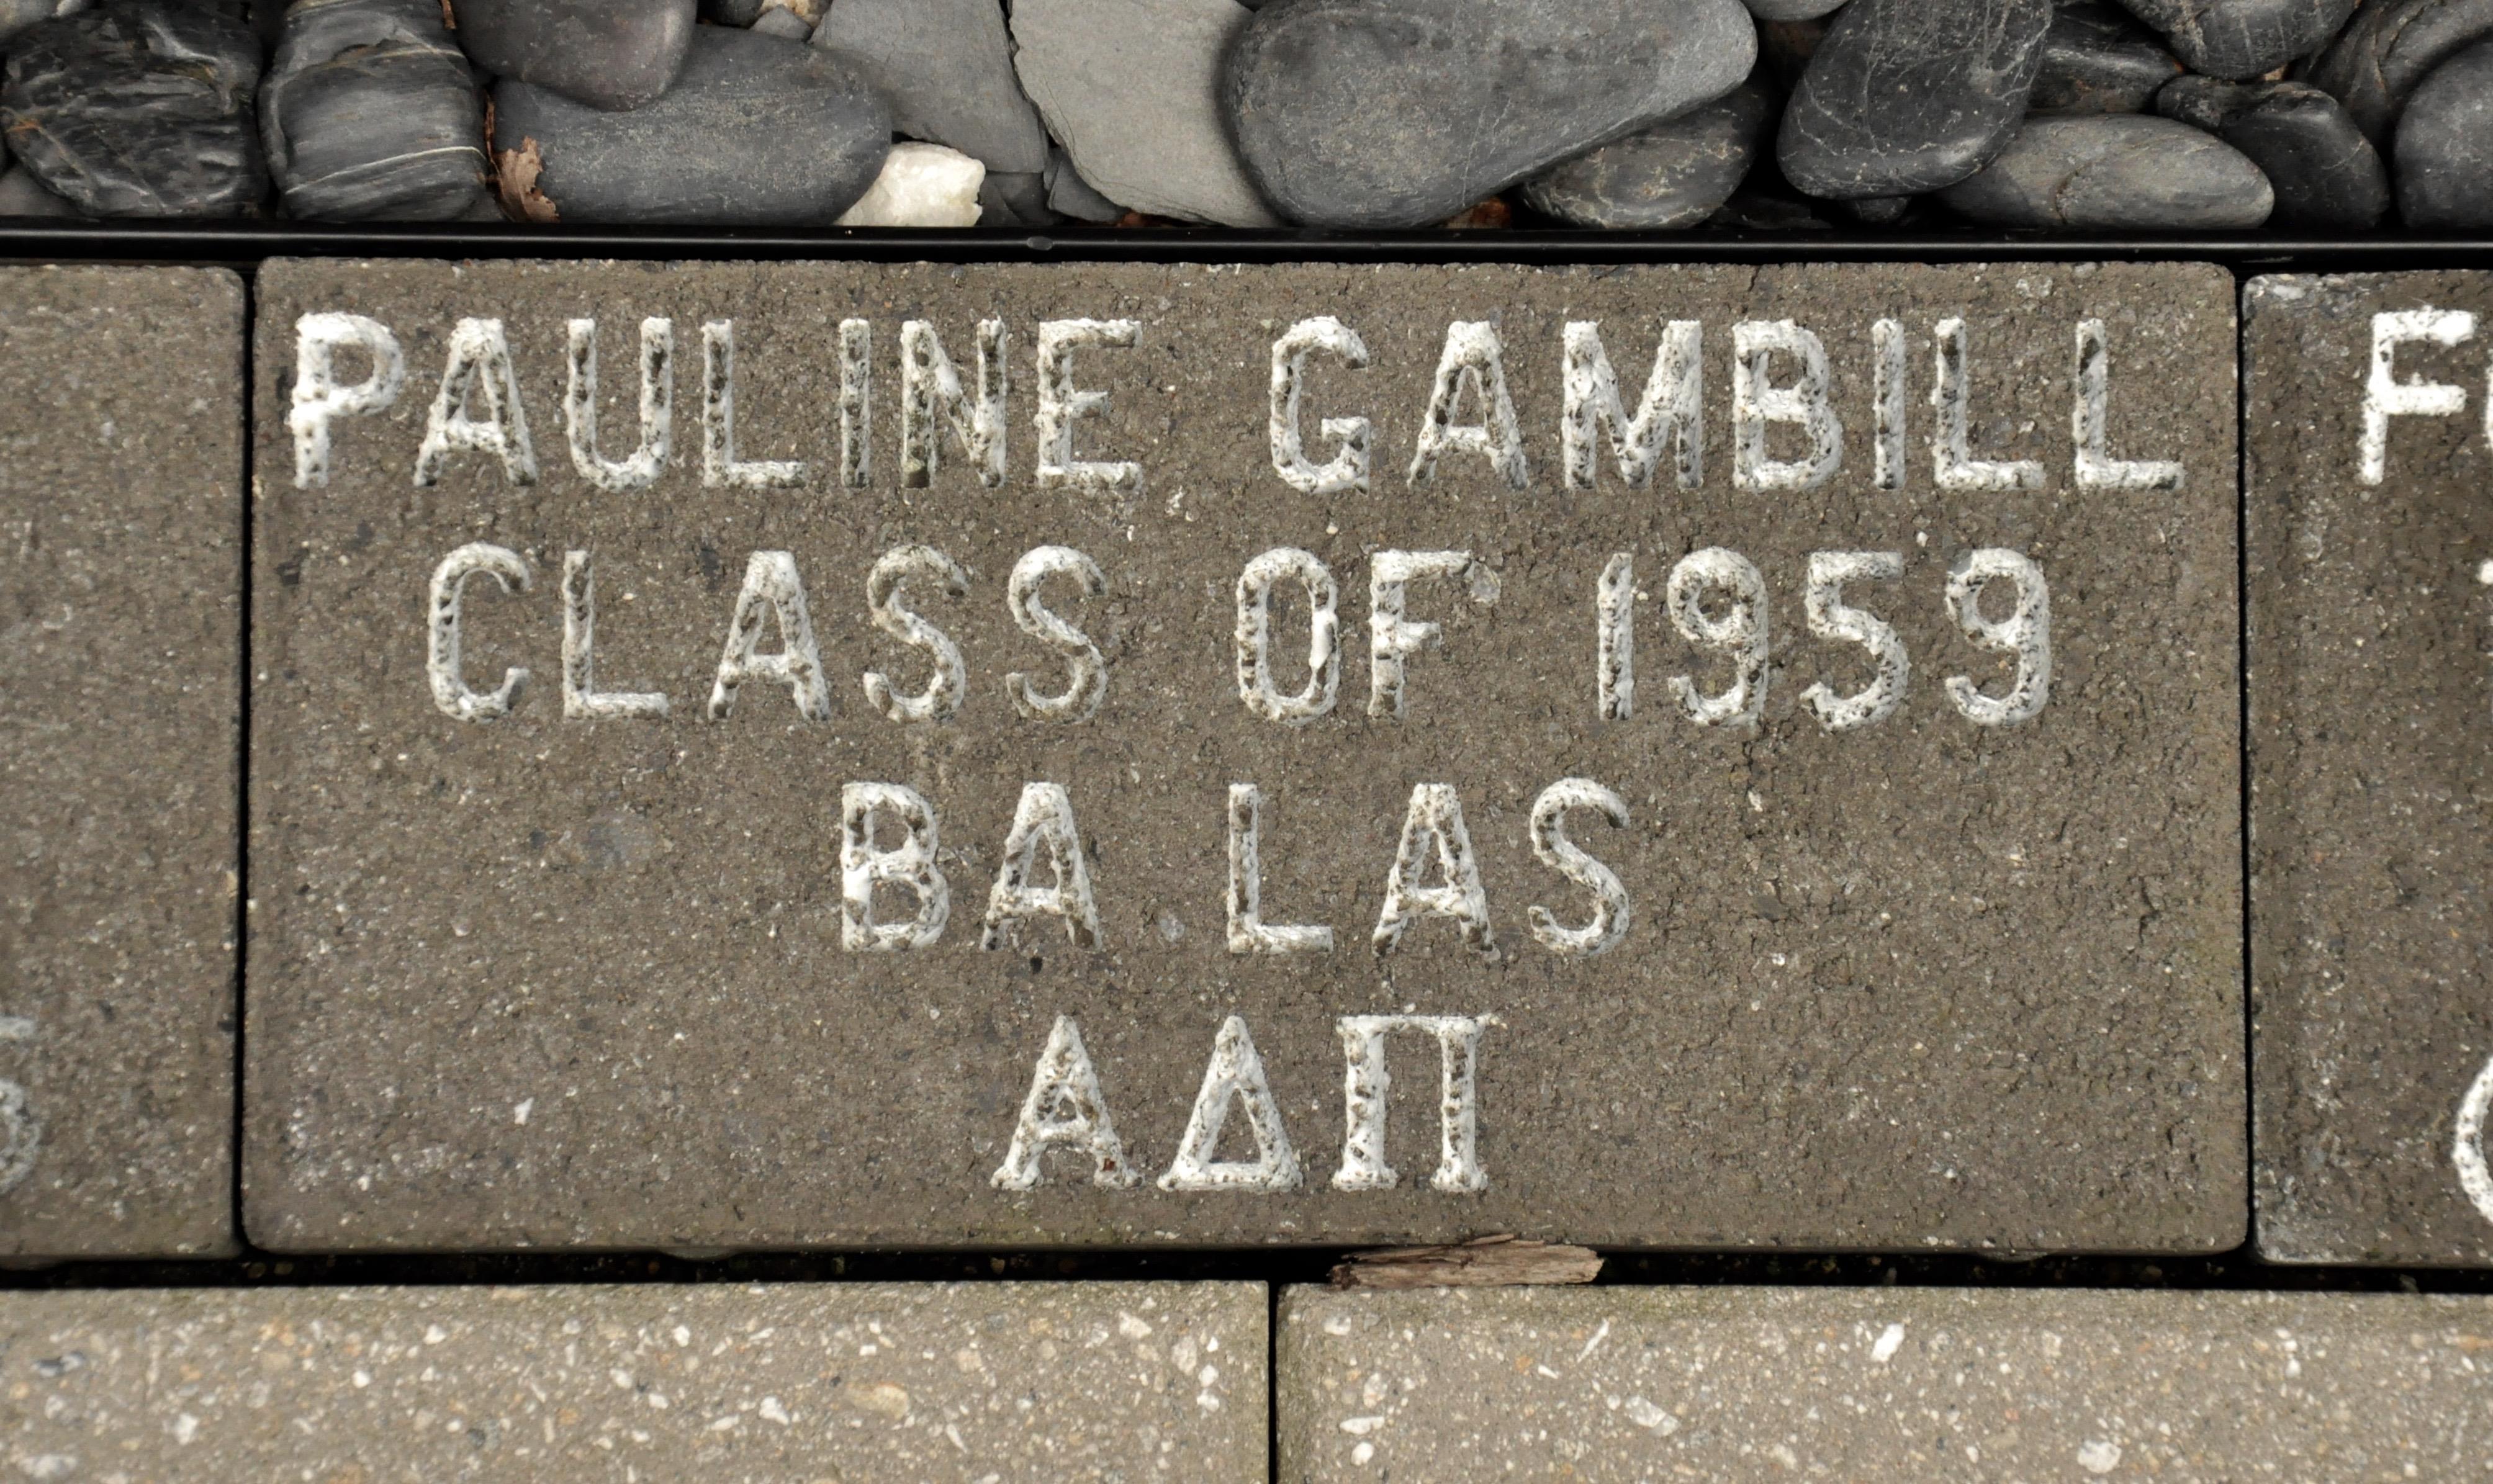 PAULINE GAMBILL
CLASS OF 1959
BA LAS
ΑΔΠ